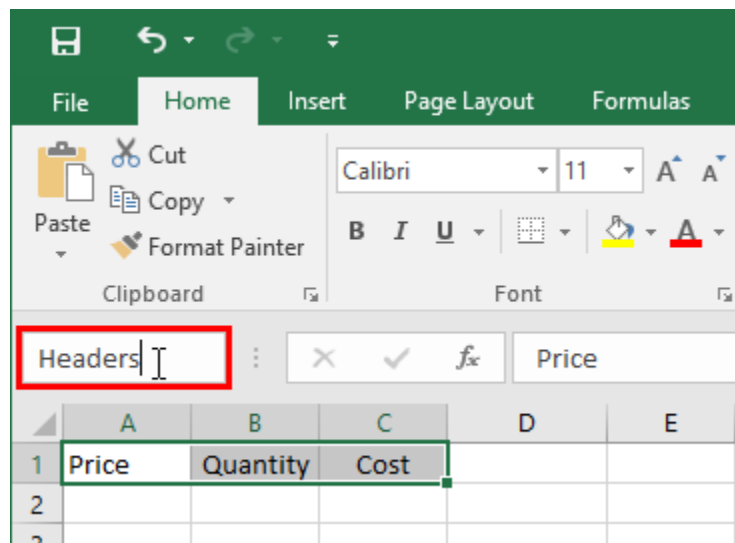 File Home Insert Page Layout Formulas
Cut
Calibri 11 A A
Copy
Paste
B I U A
Format Painter
Clipboard Font
Headers fx Price
A B C D E
1 Price Quantity Cost
2